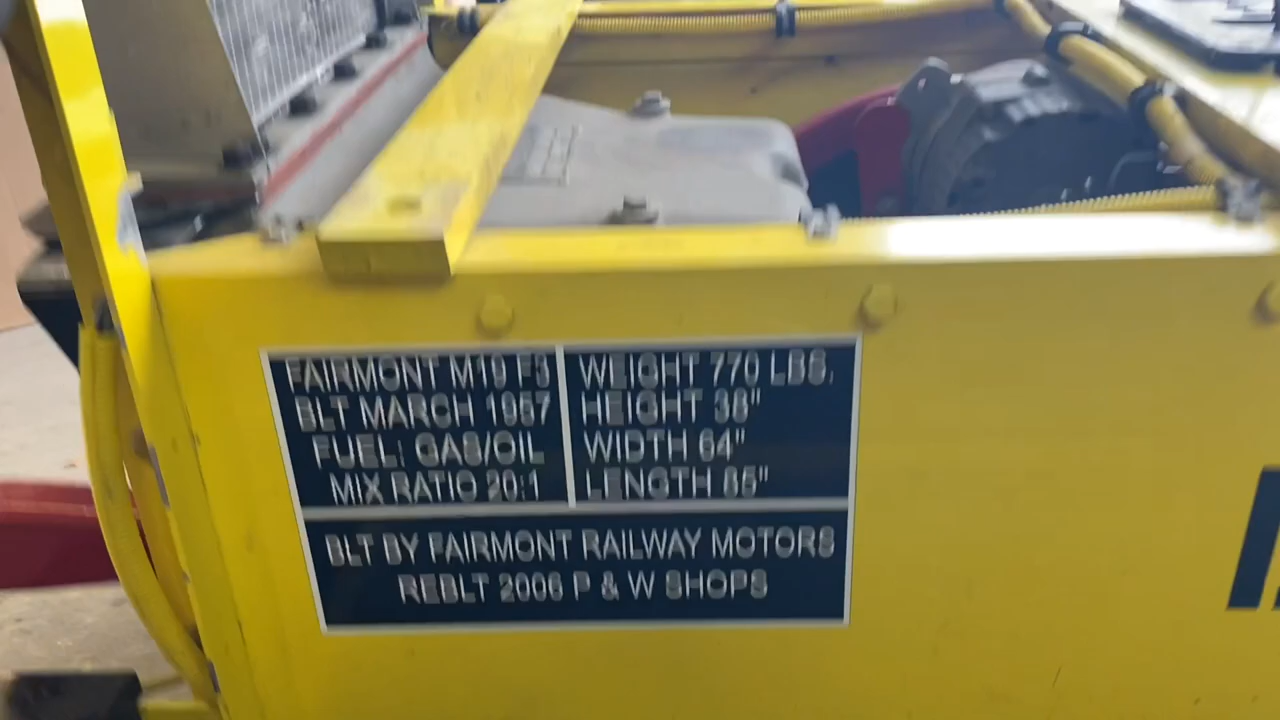 FAIRMONT M19 F3
BLT MARCH 1957
FUEL: GAS/OIL
MIX RATIO 20:1
WEIGHT 770 LBS.
HEIGHT 38"
WIDTH 64"
LENGTH 85"
BLT BY FAIRMONT RAILWAY MOTORS
REBLT 2006 P & W SHOPS